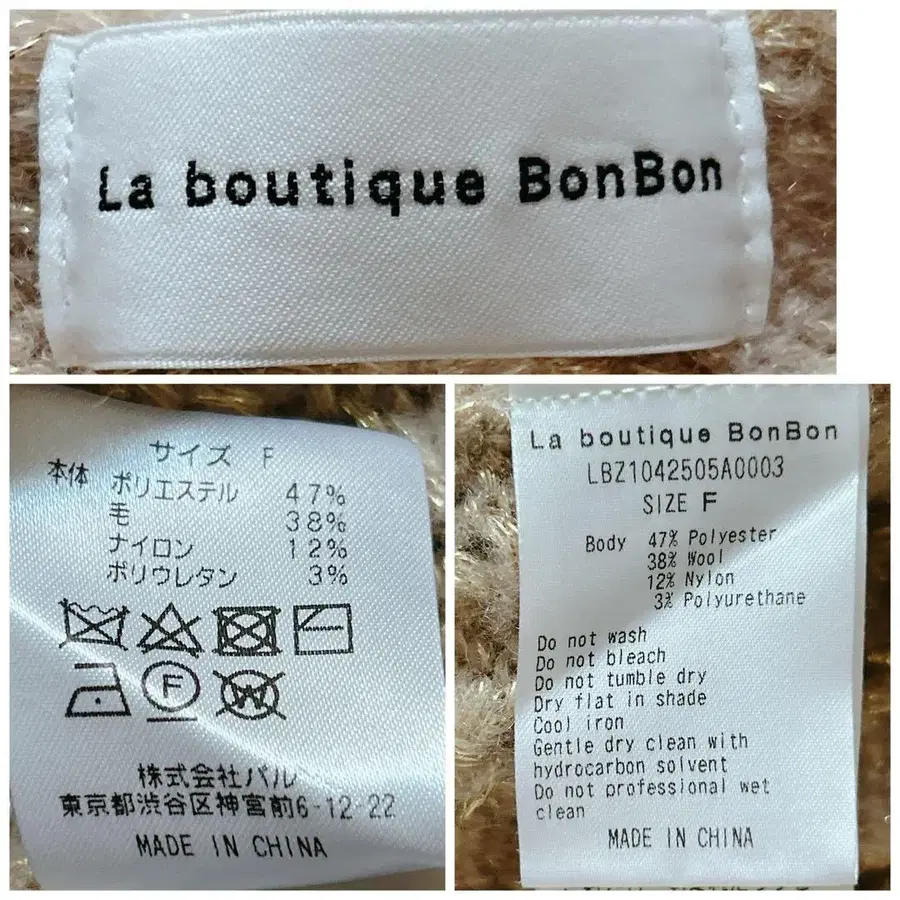 La boutique BonBon
サイズ F
本体 ポリエステル 47%
毛 38%
ナイロン 12%
ポリウレタン 3%
F
W
株式会社パル
東京都渋谷区神宮前6-12-22
MADE IN CHINA
La boutique BonBon
LBZ1042505A0003
SIZE F
Body 47% Polyester
38% Wool
12% Nylon
3% Polyurethane
Do not wash
Do not bleach
Do not tumble dry
Dry flat in shade
Cool iron
Gentle dry clean with
hydrocarbon solvent
Do not professional wet
clean
MADE IN CHINA